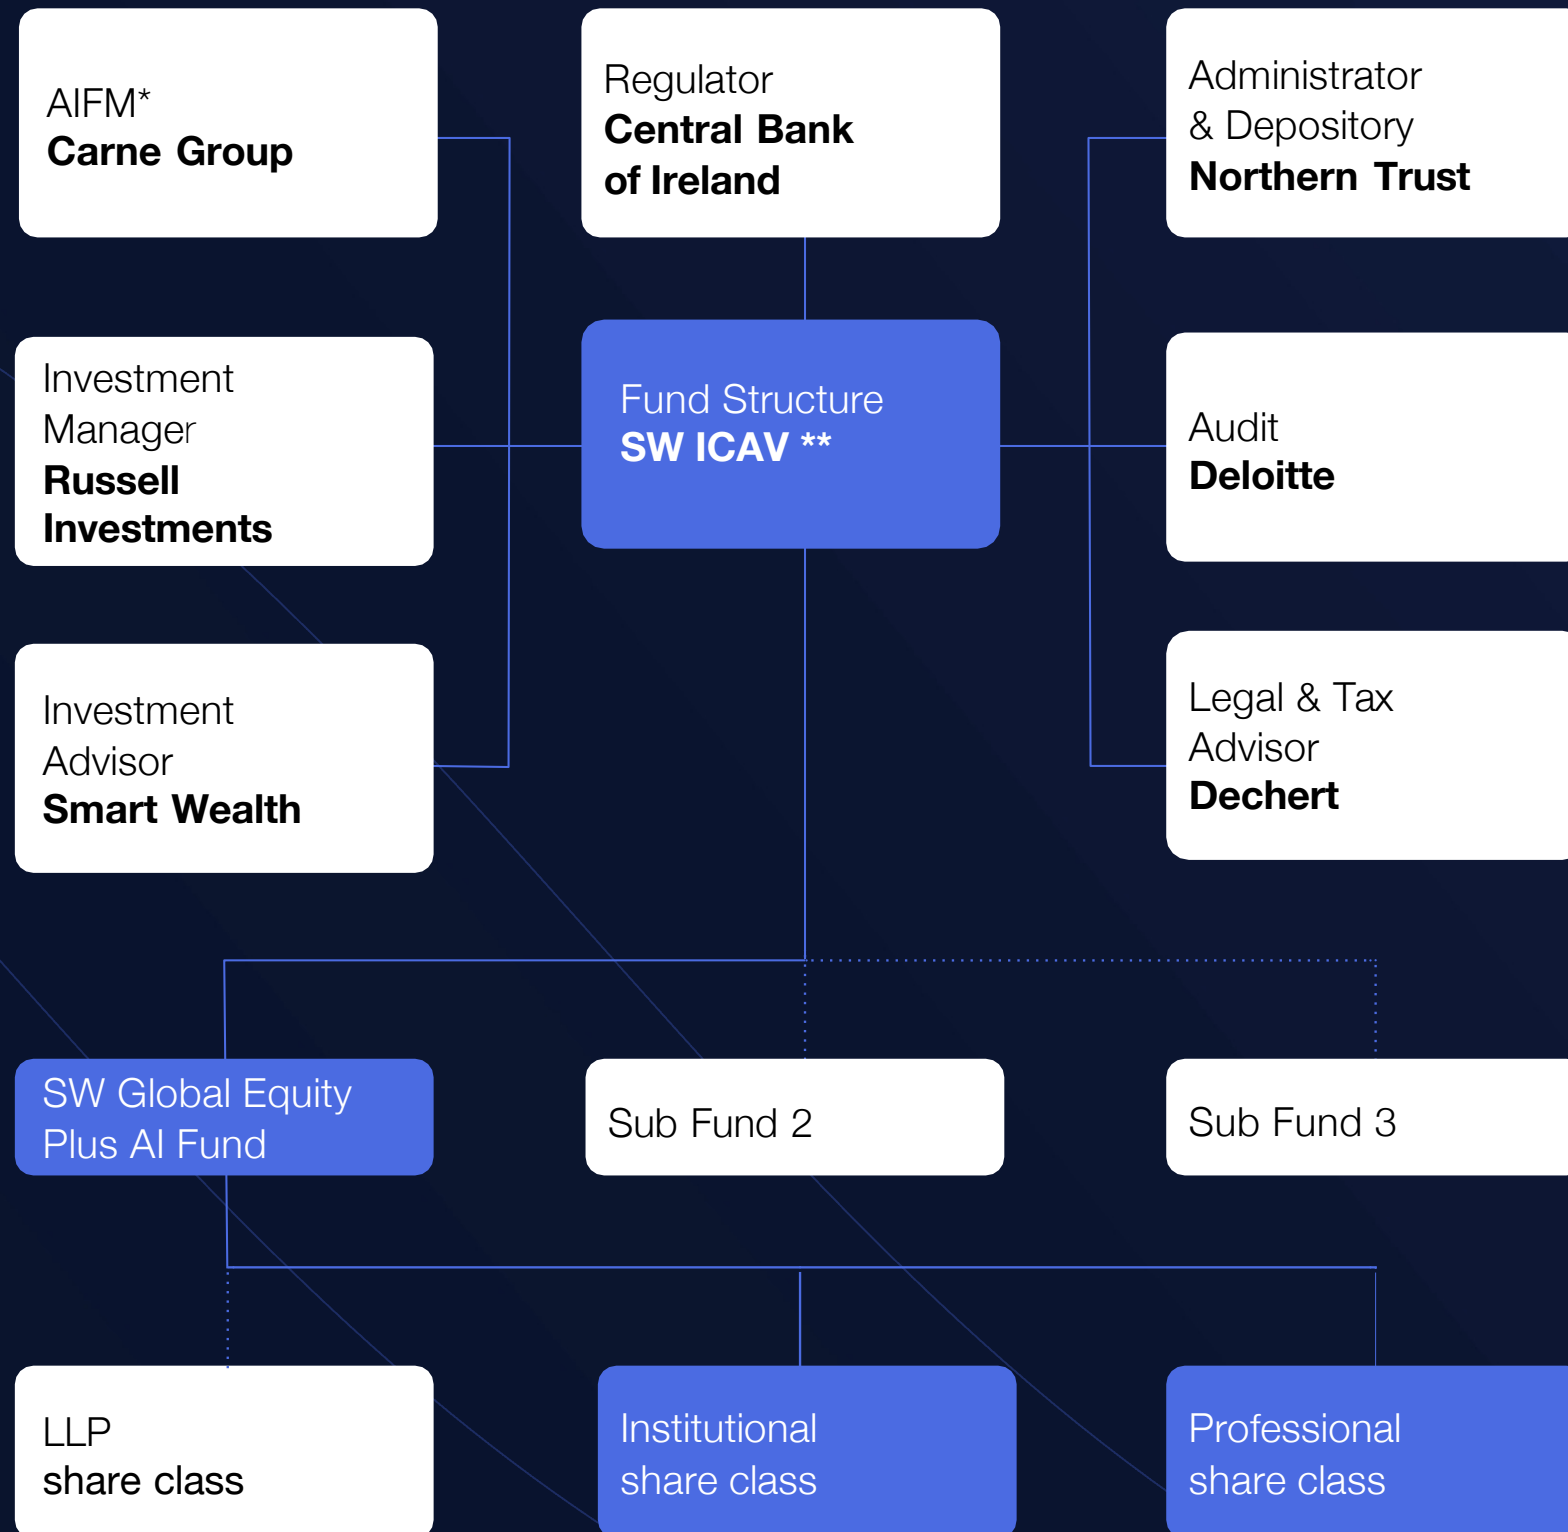 AIFM*
Carne Group
Regulator
Central Bank
of Ireland
Administrator
& Depository
Northern Trust
Investment
Manager
Russell
Investments
Fund Structure
SW ICAV **
Audit
Deloitte
Investment
Advisor
Smart Wealth
Legal & Tax
Advisor
Dechert
SW Global Equity
Plus AI Fund
Sub Fund 2
Sub Fund 3
LLP
share class
Institutional
share class
Professional
share class